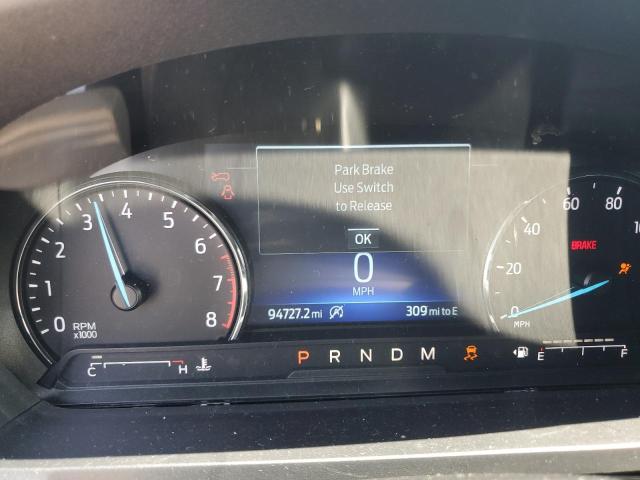 Park Brake
Use Switch
to Release
OK
0
MPH
94727.2 mi
309 mi to E
0
1
2
3
4
5
6
7
8
RPM
x1000
0
20
40
60
80
MPH
BRAKE
C
H
P R N D M
E
F